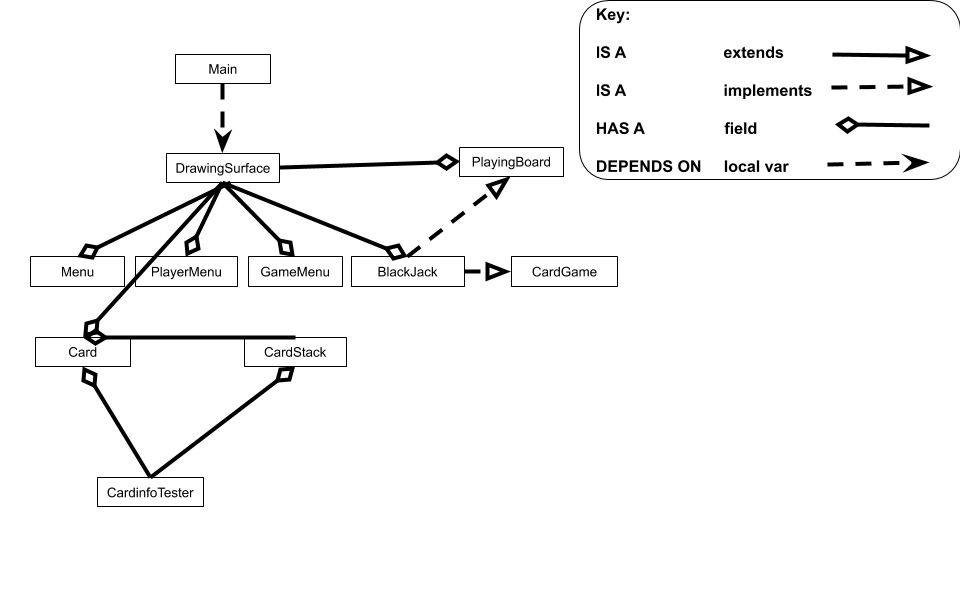 Key:
IS A extends
IS A implements
HAS A field
DEPENDS ON local var
Main
DrawingSurface
PlayingBoard
Menu
PlayerMenu
GameMenu
BlackJack
CardGame
Card
CardStack
CardinfoTester